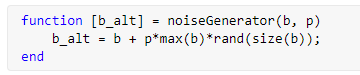 function [b_alt] = noiseGenerator(b, p)
    b_alt = b + p*max(b)*rand(size(b));
end